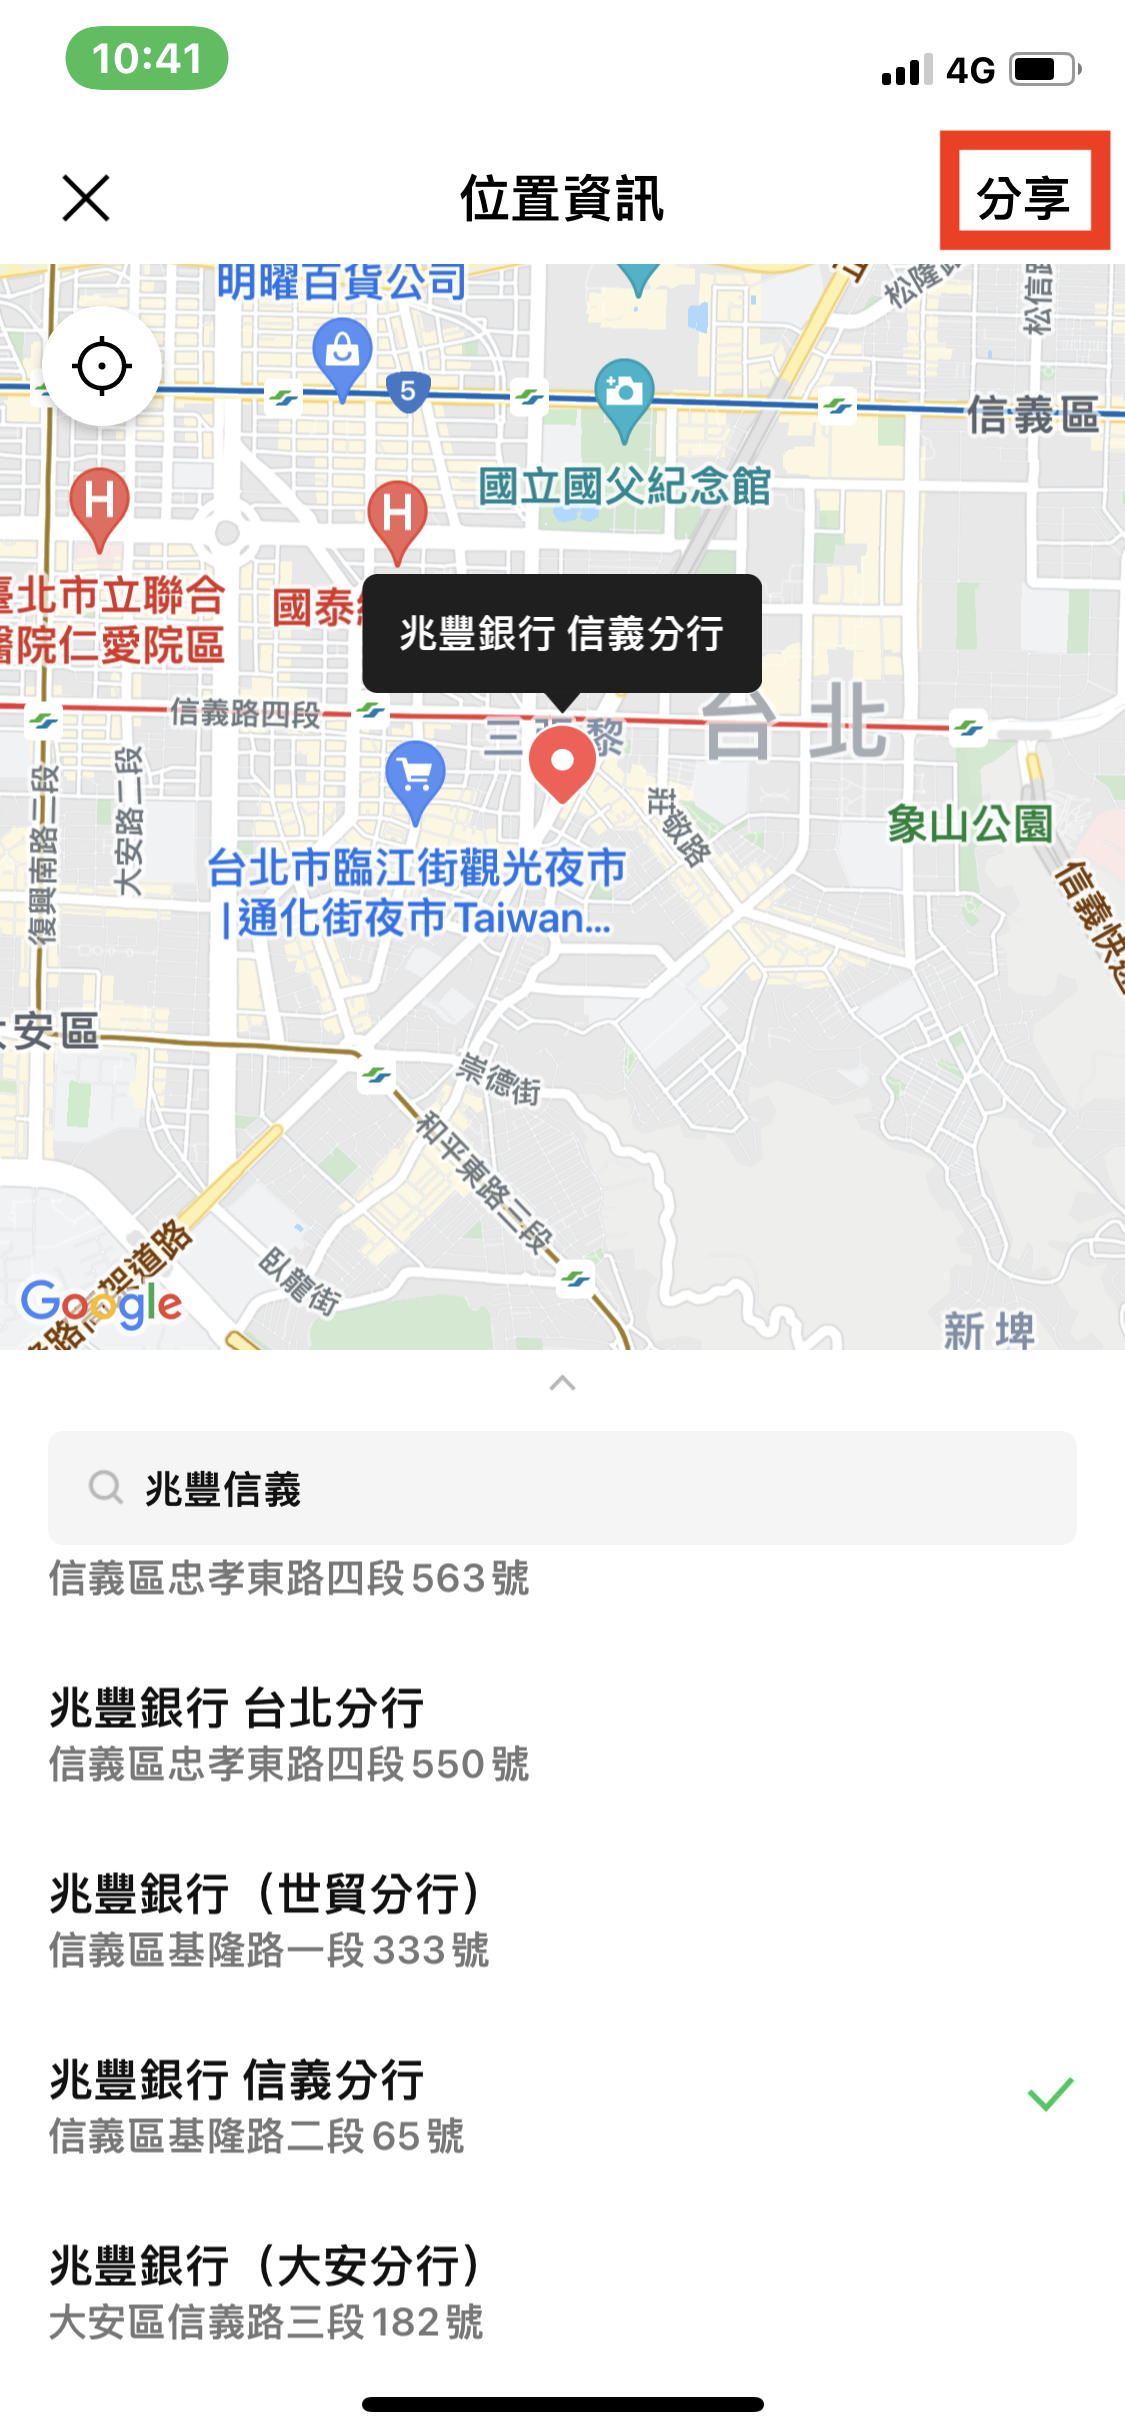 10:41
4G
位置資訊
分享
明曜百貨公司
松隆路
松信路
5
信義區
國立國父紀念館
H
H
臺北市立聯合
醫院仁愛院區
國泰
兆豐銀行 信義分行
信義路四段
三張犁
台北
復興南路二段
大安路二段
莊敬路
象山公園
台北市臨江街觀光夜市
| 通化街夜市 Taiwan...
信義快速
大安區
崇德街
和平東路三段
臥龍街
架道路
Google
新埤
兆豐信義
信義區忠孝東路四段563號
兆豐銀行 台北分行
信義區忠孝東路四段550號
兆豐銀行（世貿分行）
信義區基隆路一段333號
兆豐銀行 信義分行
信義區基隆路二段65號
兆豐銀行（大安分行）
大安區信義路三段182號